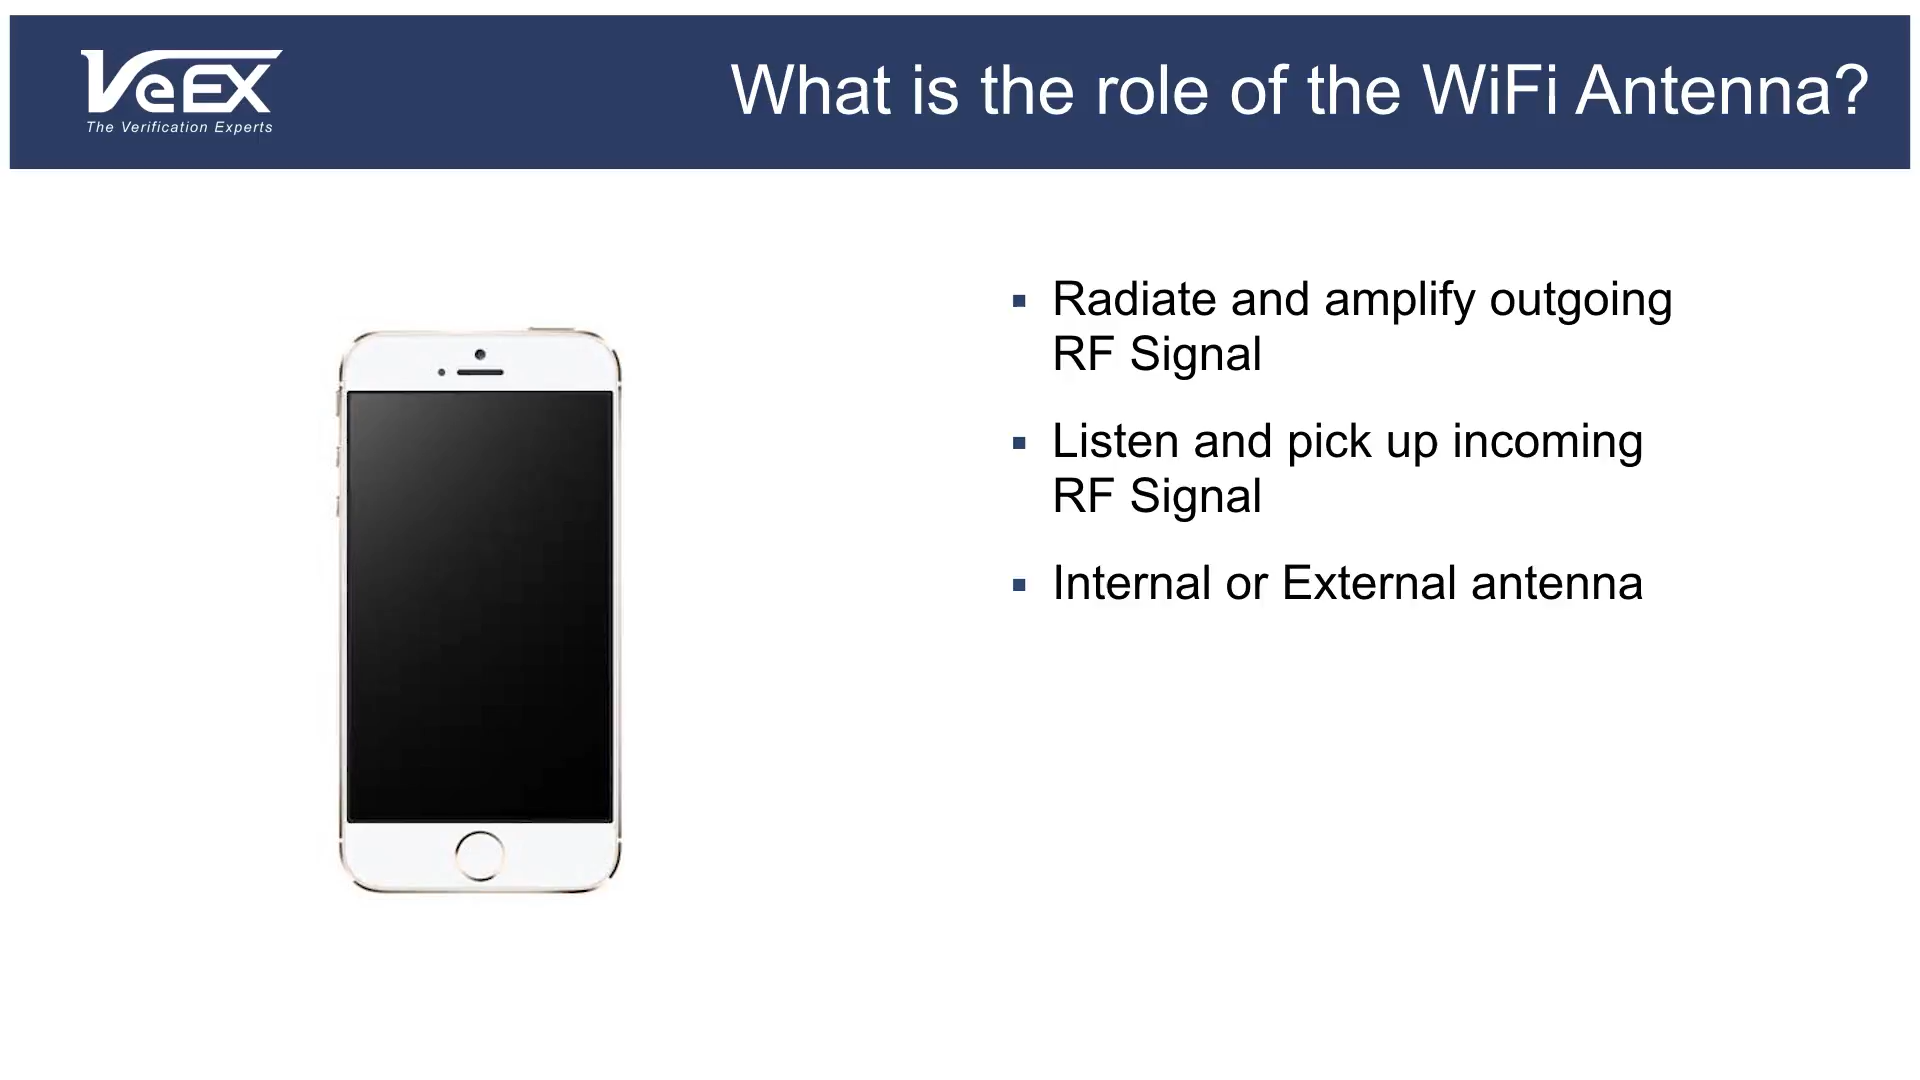 VeEX
The Verification Experts
What is the role of the WiFi Antenna?
▪ Radiate and amplify outgoing
RF Signal
▪ Listen and pick up incoming
RF Signal
▪ Internal or External antenna